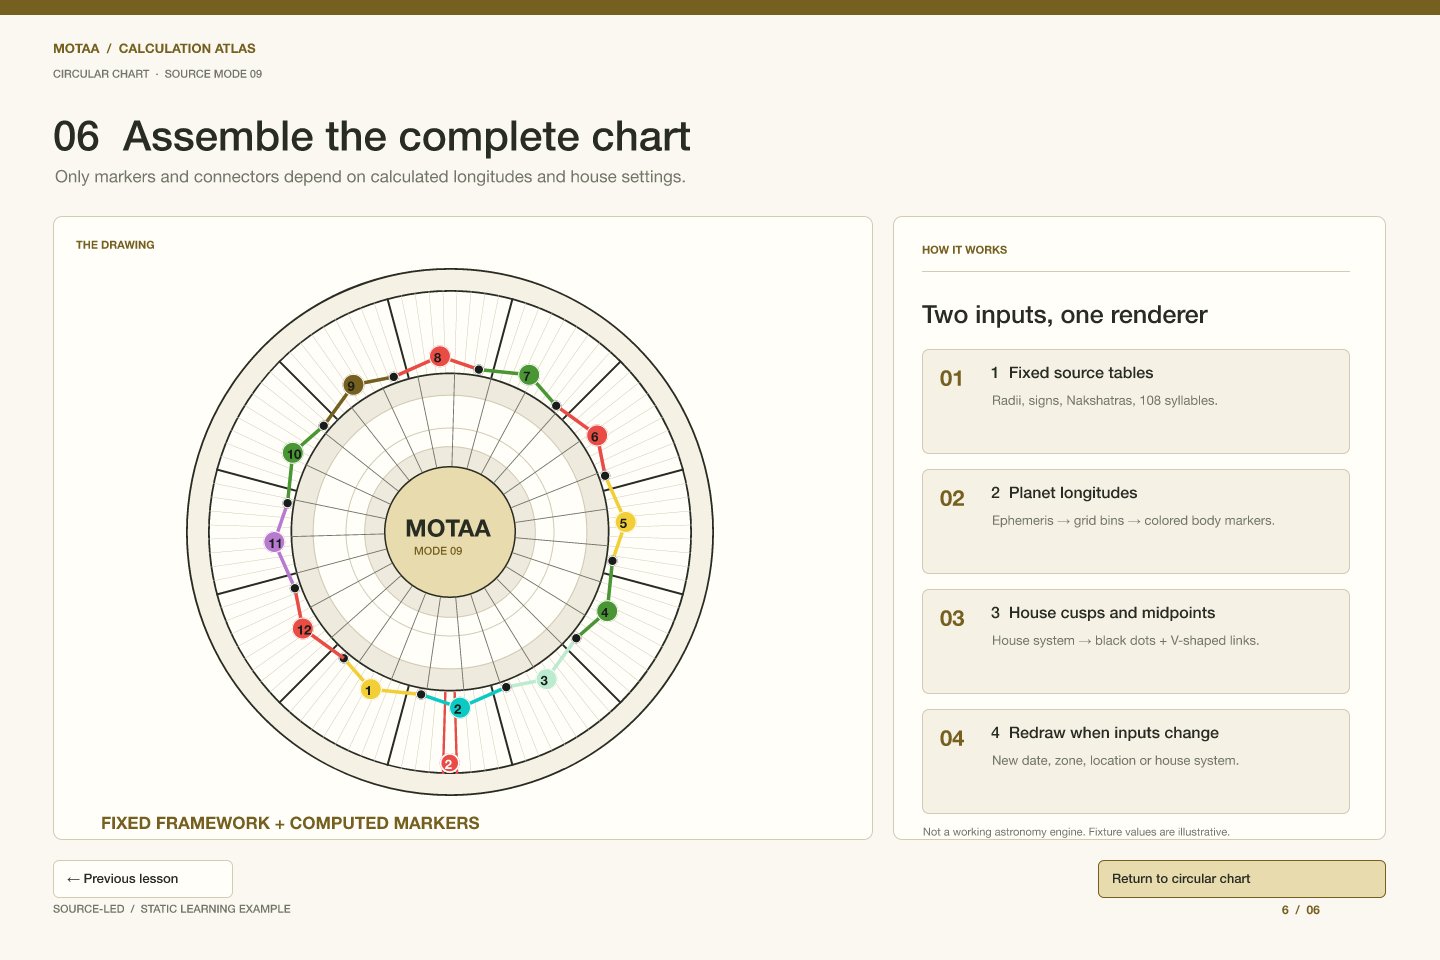 MOTAA / CALCULATION ATLAS
CIRCULAR CHART · SOURCE MODE 09
06 Assemble the complete chart
Only markers and connectors depend on calculated longitudes and house settings.
THE DRAWING
8
7
9
6
10
5
MOTAA
MODE 09
11
4
12
3
1
2
2
FIXED FRAMEWORK + COMPUTED MARKERS
HOW IT WORKS
Two inputs, one renderer
01
1 Fixed source tables
Radii, signs, Nakshatras, 108 syllables.
02
2 Planet longitudes
Ephemeris → grid bins → colored body markers.
03
3 House cusps and midpoints
House system → black dots + V-shaped links.
04
4 Redraw when inputs change
New date, zone, location or house system.
Not a working astronomy engine. Fixture values are illustrative.
← Previous lesson
Return to circular chart
SOURCE-LED / STATIC LEARNING EXAMPLE
6 / 06